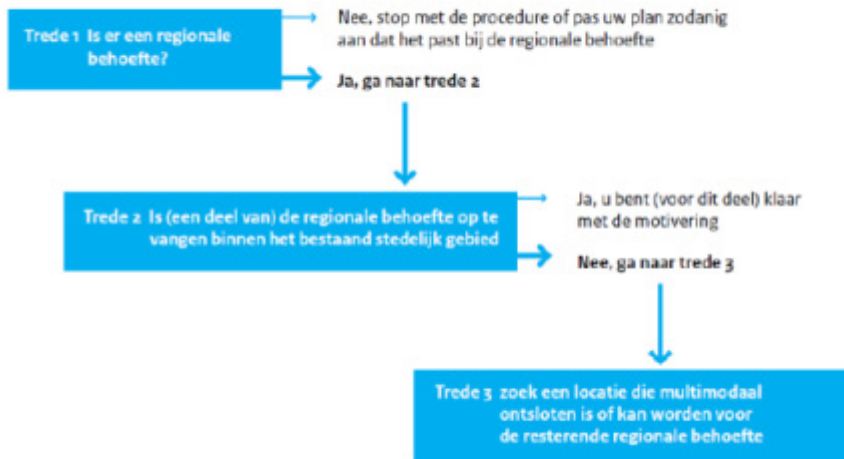 Trede 1 Is er een regionale
behoefte?
Nee, stop met de procedure of pas uw plan zodanig
aan dat het past bij de regionale behoefte
Ja, ga naar trede 2
Trede 2 Is (een deel van) de regionale behoefte op te
vangen binnen het bestaand stedelijk gebied
Ja, u bent (voor dit deel) klaar
met de motivering
Nee, ga naar trede 3
Trede 3 zoek een locatie die multimodaal
ontsloten is of kan worden voor
de resterende regionale behoefte